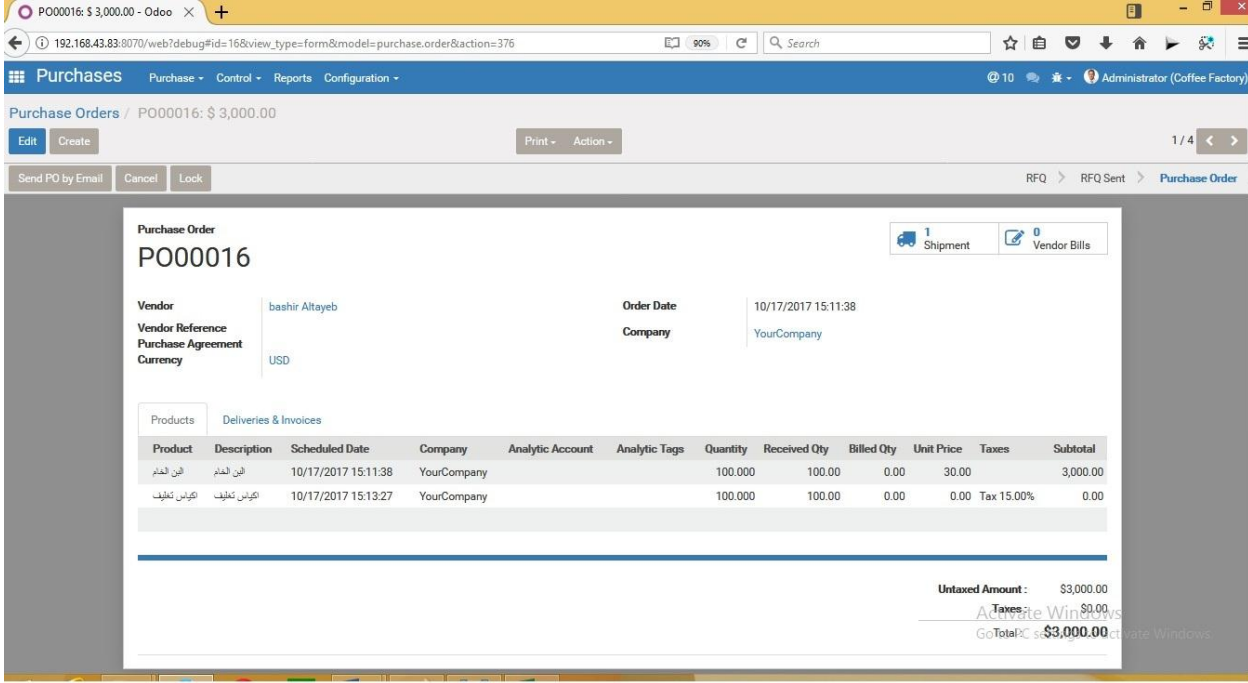 PO00016: $ 3,000.00 - Odoo
192.168.43.83:8070/web?debug#id=16&view_type=form&model=purchase.order&action=376 90% Search
Purchases Purchase Control Reports Configuration @ 10 Administrator (Coffee Factory)
Purchase Orders / PO00016: $ 3,000.00
Edit Create Print Action 1 / 4
Send PO by Email Cancel Lock RFQ RFQ Sent Purchase Order
Purchase Order
PO00016
1 Shipment
0 Vendor Bills
Vendor bashir Altayeb Order Date 10/17/2017 15:11:38
Vendor Reference
Company YourCompany
Purchase Agreement
Currency USD
Products Deliveries & Invoices
Product Description Scheduled Date Company Analytic Account Analytic Tags Quantity Received Qty Billed Qty Unit Price Taxes Subtotal
البن الخام البن الخام 10/17/2017 15:11:38 YourCompany 100.000 100.00 0.00 30.00 3,000.00
اكياس تغليف اكياس تغليف 10/17/2017 15:13:27 YourCompany 100.000 100.00 0.00 0.00 Tax 15.00% 0.00
Untaxed Amount : $3,000.00
Taxes : $0.00
Total : $3,000.00
Activate Windows
Go to PC settings to activate Windows.